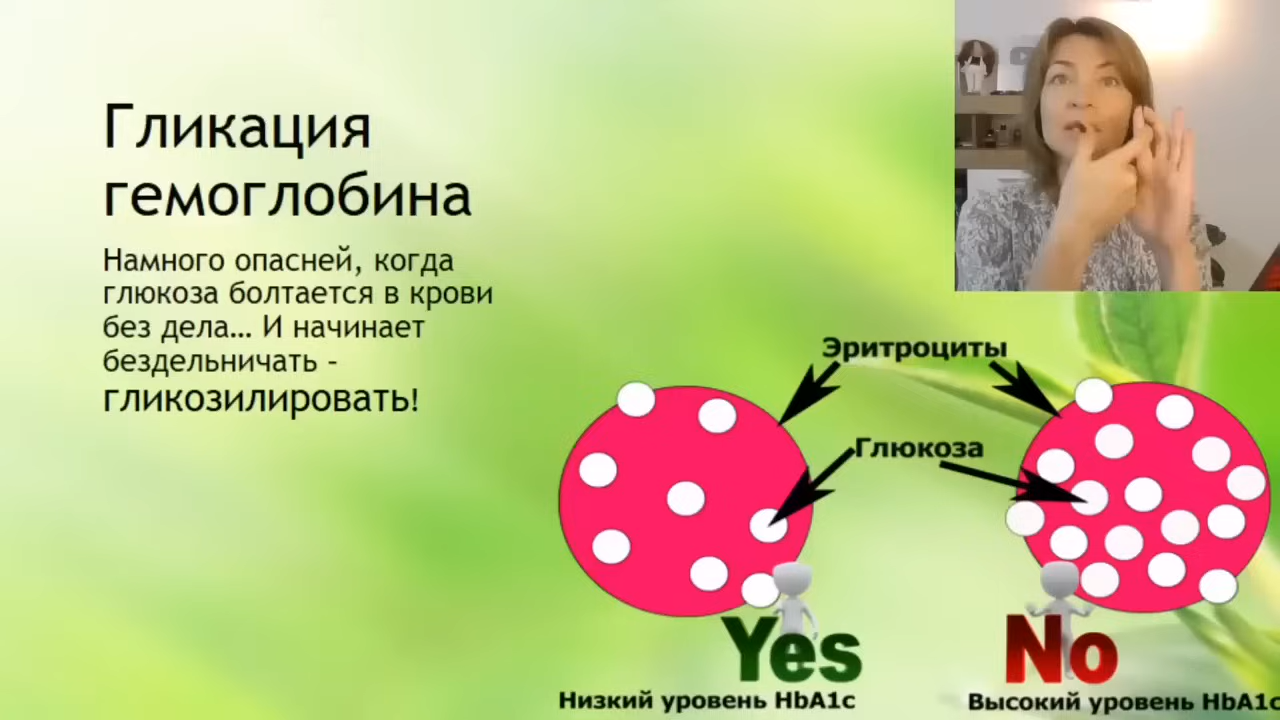 Гликация
гемоглобина
Намного опасней, когда
глюкоза болтается в крови
без дела… И начинает
бездельничать –
гликозилировать!
Эритроциты
Глюкоза
Yes
No
Низкий уровень HbA1c
Высокий уровень HbA1c